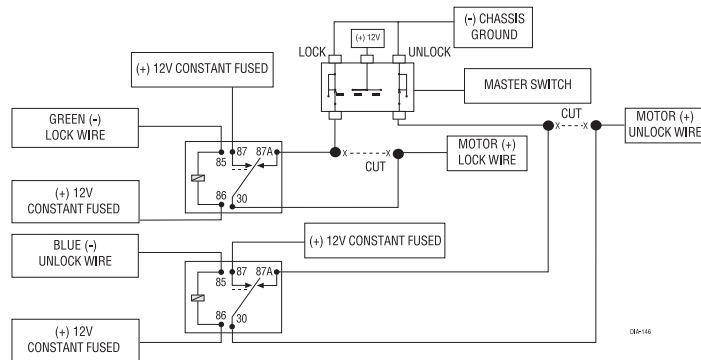 (-) CHASSIS
GROUND
(+) 12V
LOCK
UNLOCK
(+) 12V CONSTANT FUSED
MASTER SWITCH
GREEN (-)
LOCK WIRE
CUT
MOTOR (+)
UNLOCK WIRE
X
X
87
87A
85
X
X
CUT
MOTOR (+)
LOCK WIRE
(+) 12V
CONSTANT FUSED
86
30
BLUE (-)
UNLOCK WIRE
(+) 12V CONSTANT FUSED
87
87A
85
(+) 12V
CONSTANT FUSED
86
30
DIA-146